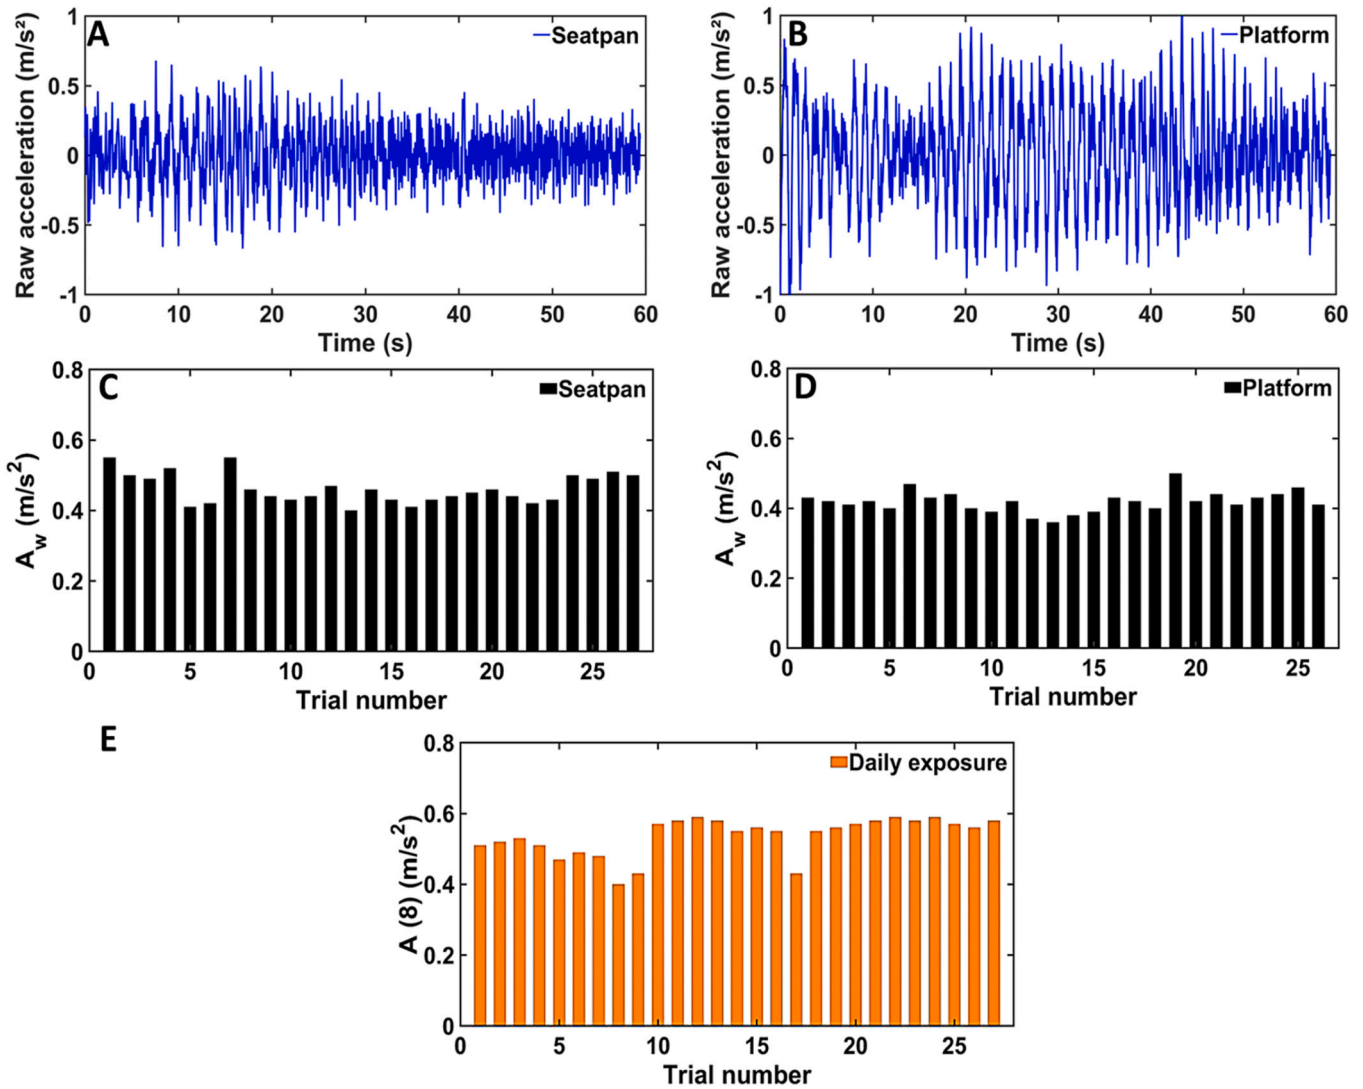 A
Seatpan
Raw acceleration (m/s²)
1
0.5
0
-0.5
-1
0 10 20 30 40 50 60
Time (s)
B
Platform
Raw acceleration (m/s²)
1
0.5
0
-0.5
-1
0 10 20 30 40 50 60
Time (s)
C
Seatpan
A_w (m/s²)
0.8
0.6
0.4
0.2
0
0 5 10 15 20 25
Trial number
D
Platform
A_w (m/s²)
0.8
0.6
0.4
0.2
0
0 5 10 15 20 25
Trial number
E
Daily exposure
A (8) (m/s²)
0.8
0.6
0.4
0.2
0
0 5 10 15 20 25
Trial number